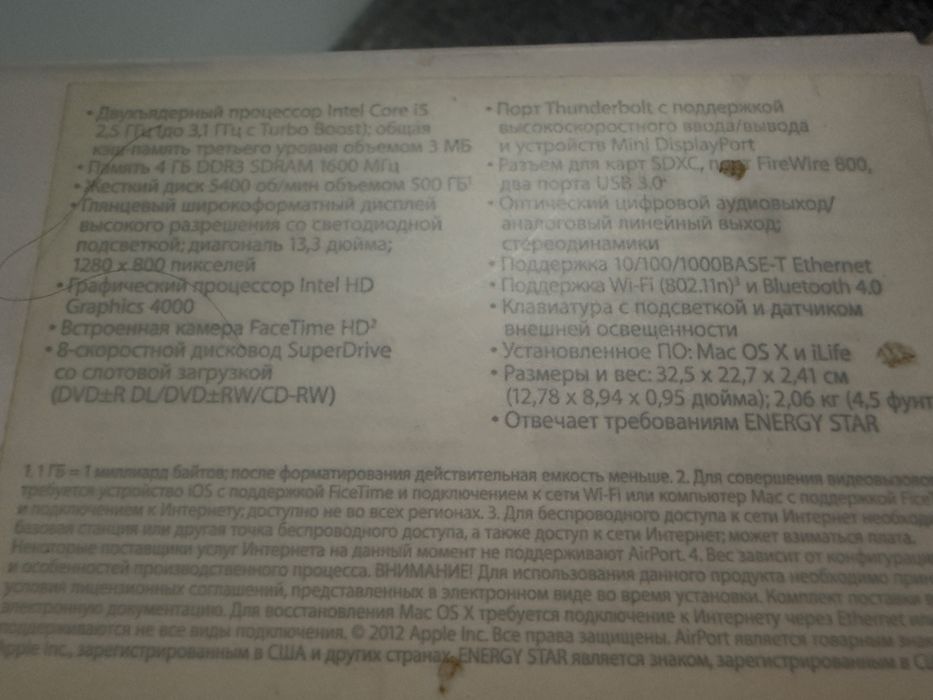 • Двухъядерный процессор Intel Core i5
2,5 ГГц (до 3,1 ГГц с Turbo Boost); общая
кэш-память третьего уровня объемом 3 МБ
• Память 4 ГБ DDR3 SDRAM 1600 МГц
• Жесткий диск 5400 об/мин объемом 500 ГБ¹
• Глянцевый широкоформатный дисплей
высокого разрешения со светодиодной
подсветкой; диагональ 13,3 дюйма;
1280 x 800 пикселей
• Графический процессор Intel HD
Graphics 4000
• Встроенная камера FaceTime HD²
• 8-скоростной дисковод SuperDrive
со слотовой загрузкой
(DVD±R DL/DVD±RW/CD-RW)
• Порт Thunderbolt с поддержкой
высокоскоростного ввода/вывода
и устройств Mini DisplayPort
• Разъем для карт SDXC, порт FireWire 800,
два порта USB 3.0
• Оптический цифровой аудиовыход/
аналоговый линейный выход;
стереодинамики
• Поддержка 10/100/1000BASE-T Ethernet
• Поддержка Wi-Fi (802.11n)³ и Bluetooth 4.0
• Клавиатура с подсветкой и датчиком
внешней освещенности
• Установленное ПО: Mac OS X и iLife
• Размеры и вес: 32,5 x 22,7 x 2,41 см
(12,78 x 8,94 x 0,95 дюйма); 2,06 кг (4,5 фунт
• Отвечает требованиям ENERGY STAR
1. 1 ГБ = 1 миллиард байтов; после форматирования действительная емкость меньше. 2. Для совершения видеовызовов
требуется устройство iOS с поддержкой FiceTime и подключением к сети Wi-Fi или компьютер Mac с поддержкой FiceT
и подключением к Интернету; доступно не во всех регионах. 3. Для беспроводного доступа к сети Интернет необходи
базовая станция или другая точка беспроводного доступа, а также доступ к сети Интернет; может взиматься плата.
Некоторые поставщики услуг Интернета на данный момент не поддерживают AirPort. 4. Вес зависит от конфигураци
и особенностей производственного процесса. ВНИМАНИЕ! Для использования данного продукта необходимо прин
условия лицензионных соглашений, представленных в электронном виде во время установки. Комплект поставки в
электронную документацию. Для восстановления Mac OS X требуется подключение к Интернету через Ethernet или
поддерживаются не все виды подключения. © 2012 Apple Inc. Все права защищены. AirPort является товарным знак
Apple Inc., зарегистрированным в США и других странах. ENERGY STAR является знаком, зарегистрированным в С